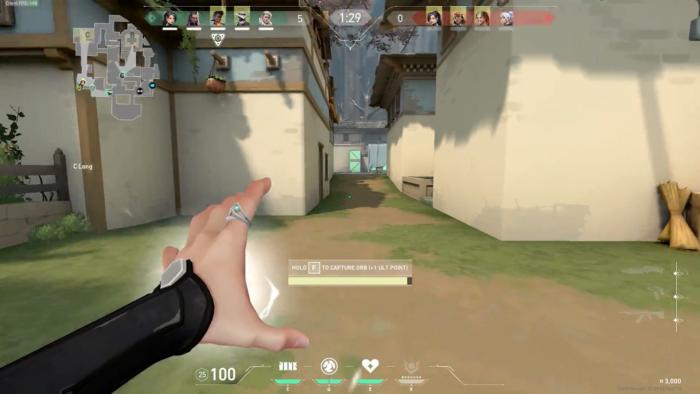 5 1:29 0
C
C Long
HOLD F TO CAPTURE ORB (+1 ULT POINT)
25 100
C Q E X
3,000